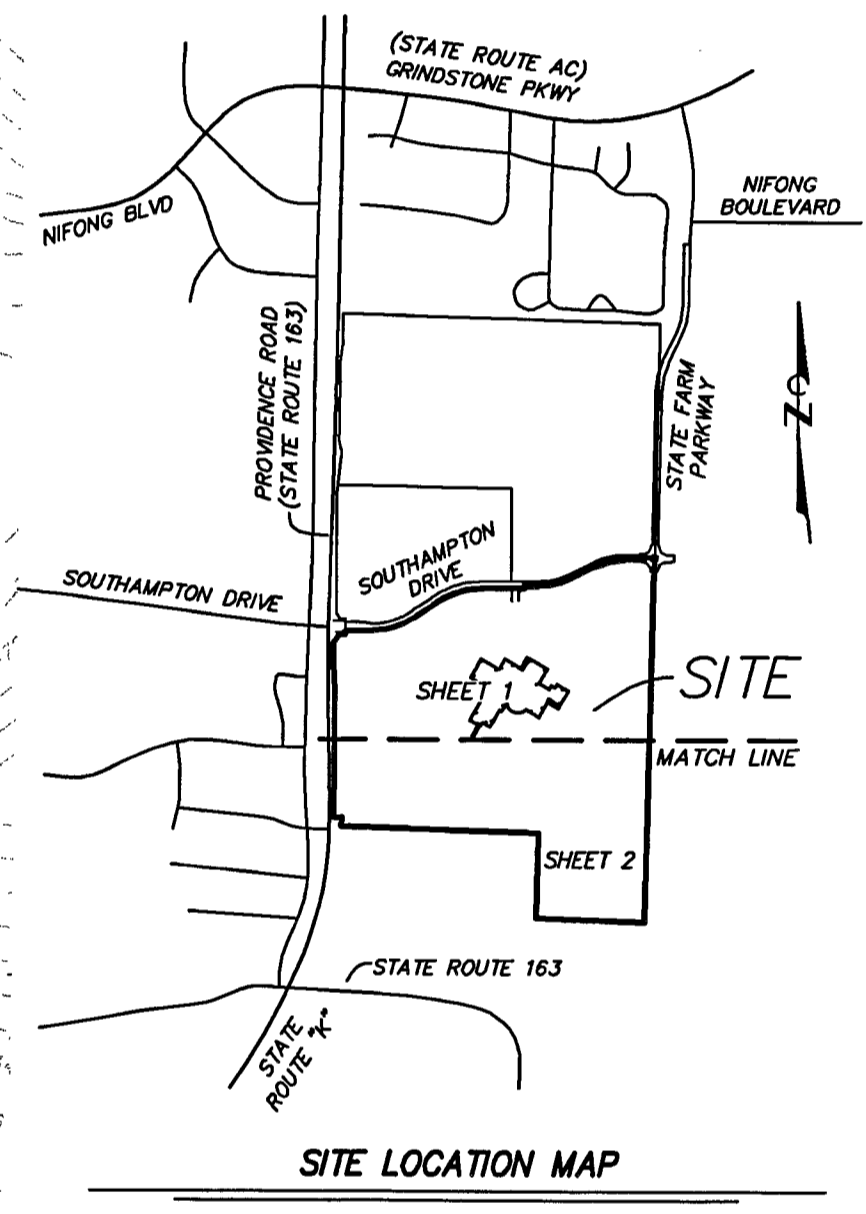 (STATE ROUTE AC)
GRINDSTONE PKWY
NIFONG BLVD
NIFONG
BOULEVARD
PROVIDENCE ROAD
(STATE ROUTE 163)
STATE FARM
PARKWAY
N
SOUTHAMPTON DRIVE
SOUTHAMPTON
DRIVE
SHEET 1
SITE
MATCH LINE
SHEET 2
STATE ROUTE 163
STATE
ROUTE "K"
SITE LOCATION MAP